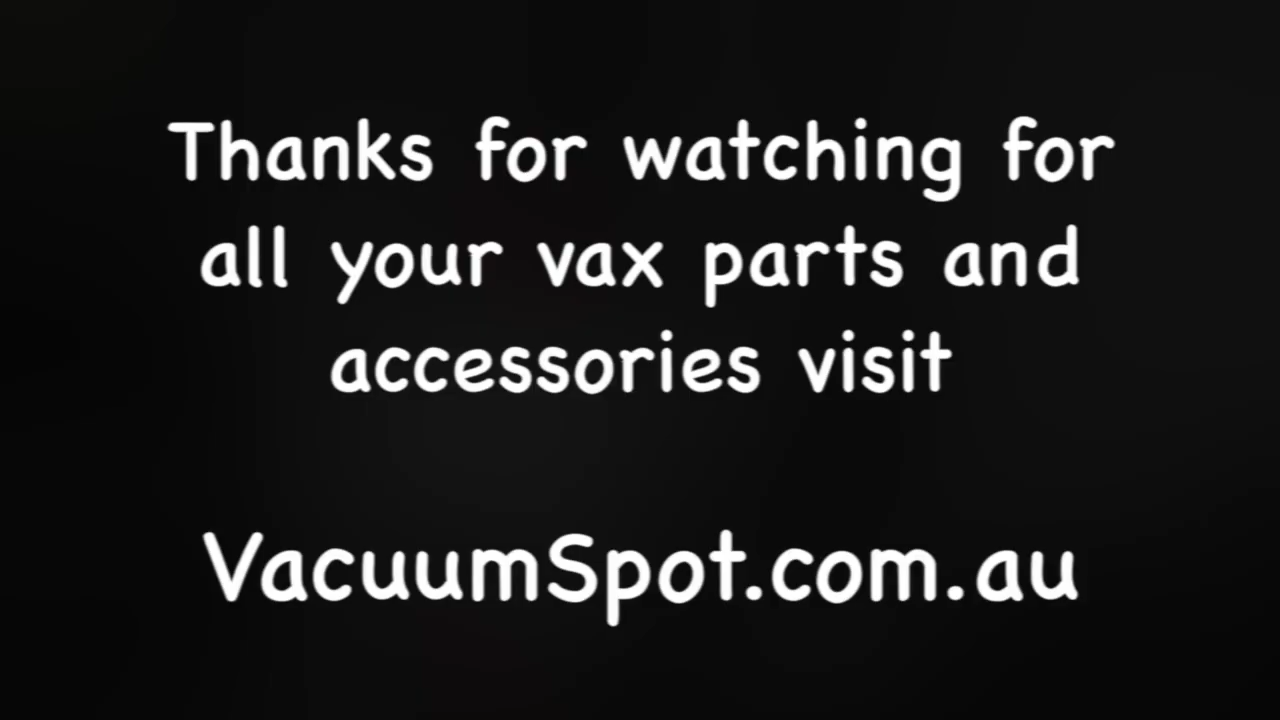 Thanks for watching for
all your vax parts and
accessories visit
VacuumSpot.com.au